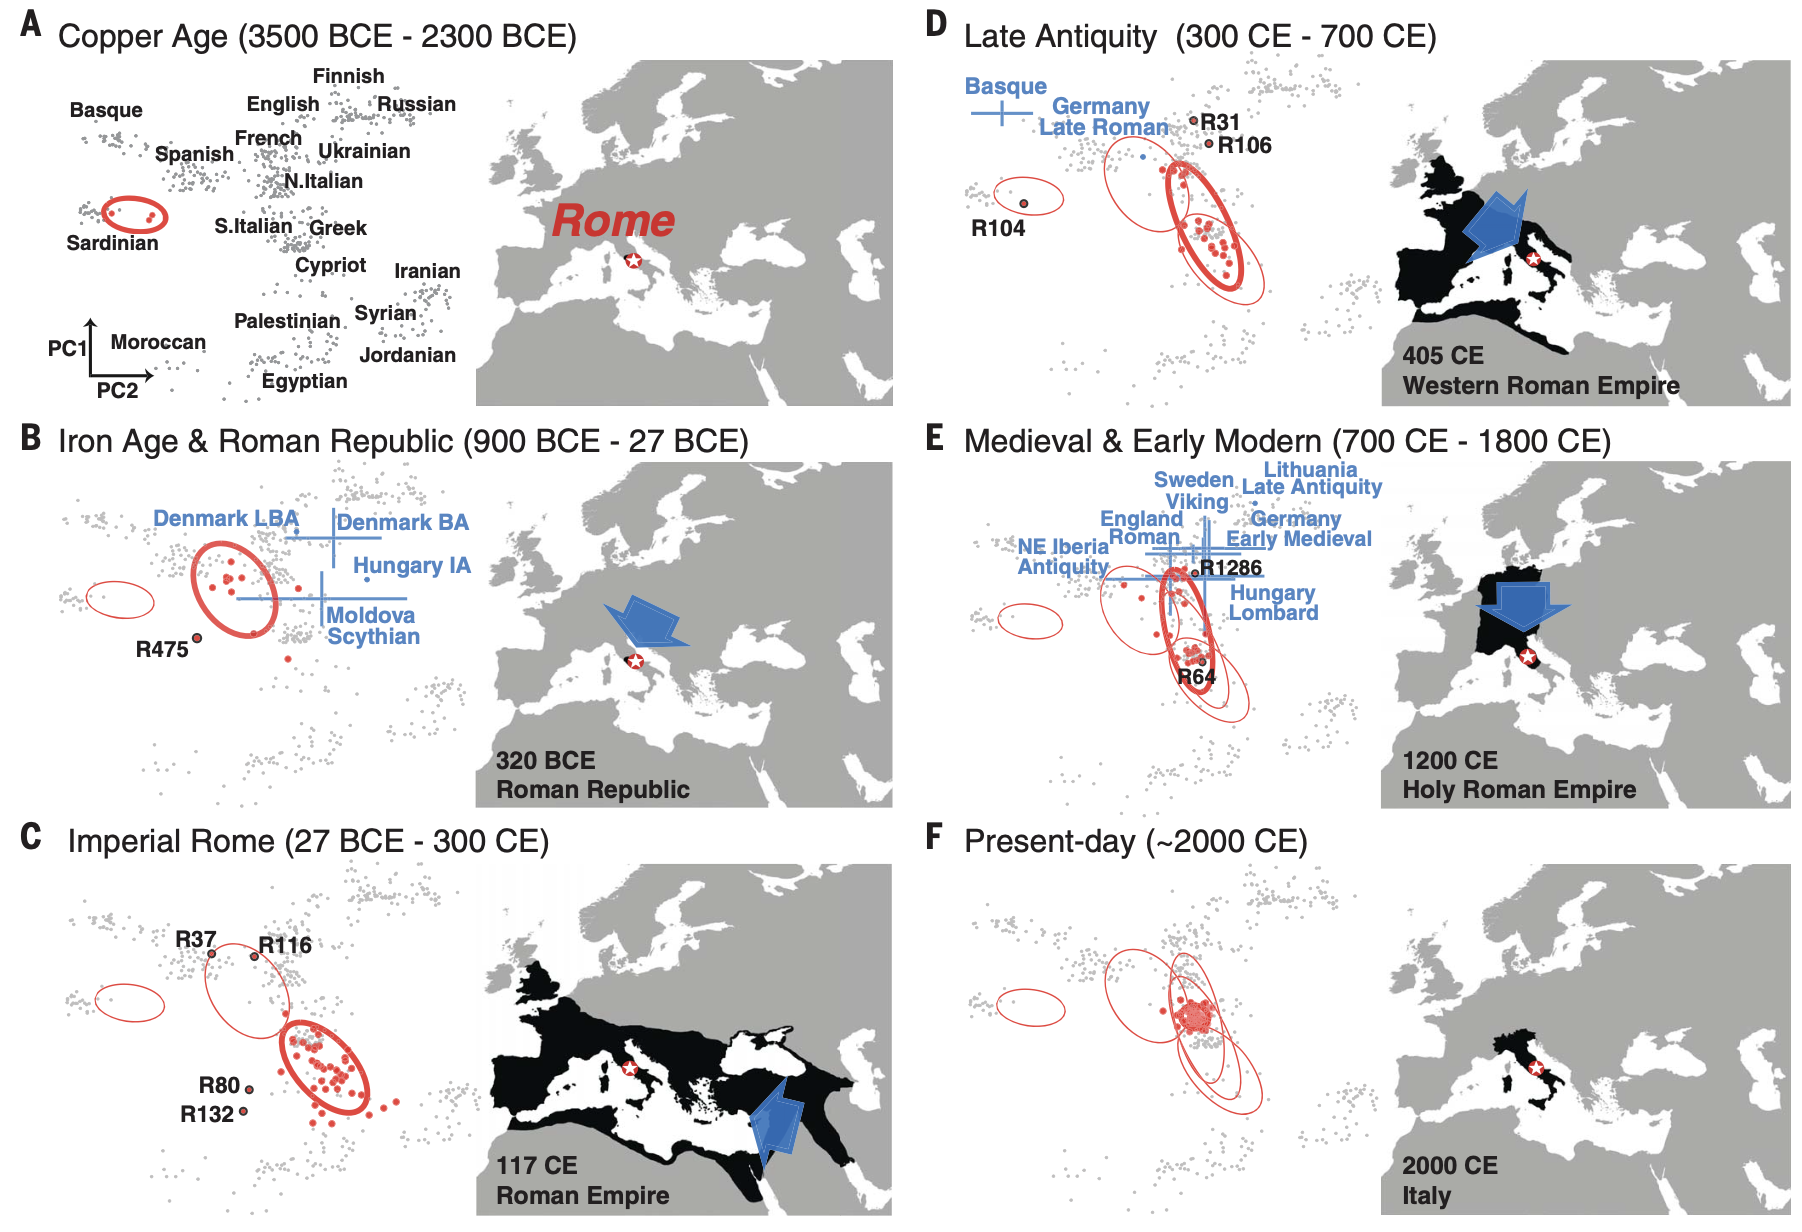 A Copper Age (3500 BCE - 2300 BCE)
Finnish
English
Russian
Basque
French
Spanish
Ukrainian
N.Italian
S.Italian
Greek
Sardinian
Cypriot
Iranian
Palestinian
Syrian
Moroccan
Jordanian
Egyptian
PC1
PC2
Rome
B Iron Age & Roman Republic (900 BCE - 27 BCE)
Denmark LBA
Denmark BA
Hungary IA
Moldova
Scythian
R475
320 BCE
Roman Republic
C Imperial Rome (27 BCE - 300 CE)
R37
R116
R80
R132
117 CE
Roman Empire
D Late Antiquity (300 CE - 700 CE)
Basque
Germany
Late Roman
R31
R106
R104
405 CE
Western Roman Empire
E Medieval & Early Modern (700 CE - 1800 CE)
Sweden
Viking
Lithuania
Late Antiquity
England
Roman
Germany
Early Medieval
NE Iberia
Antiquity
R1286
Hungary
Lombard
R64
1200 CE
Holy Roman Empire
F Present-day (~2000 CE)
2000 CE
Italy